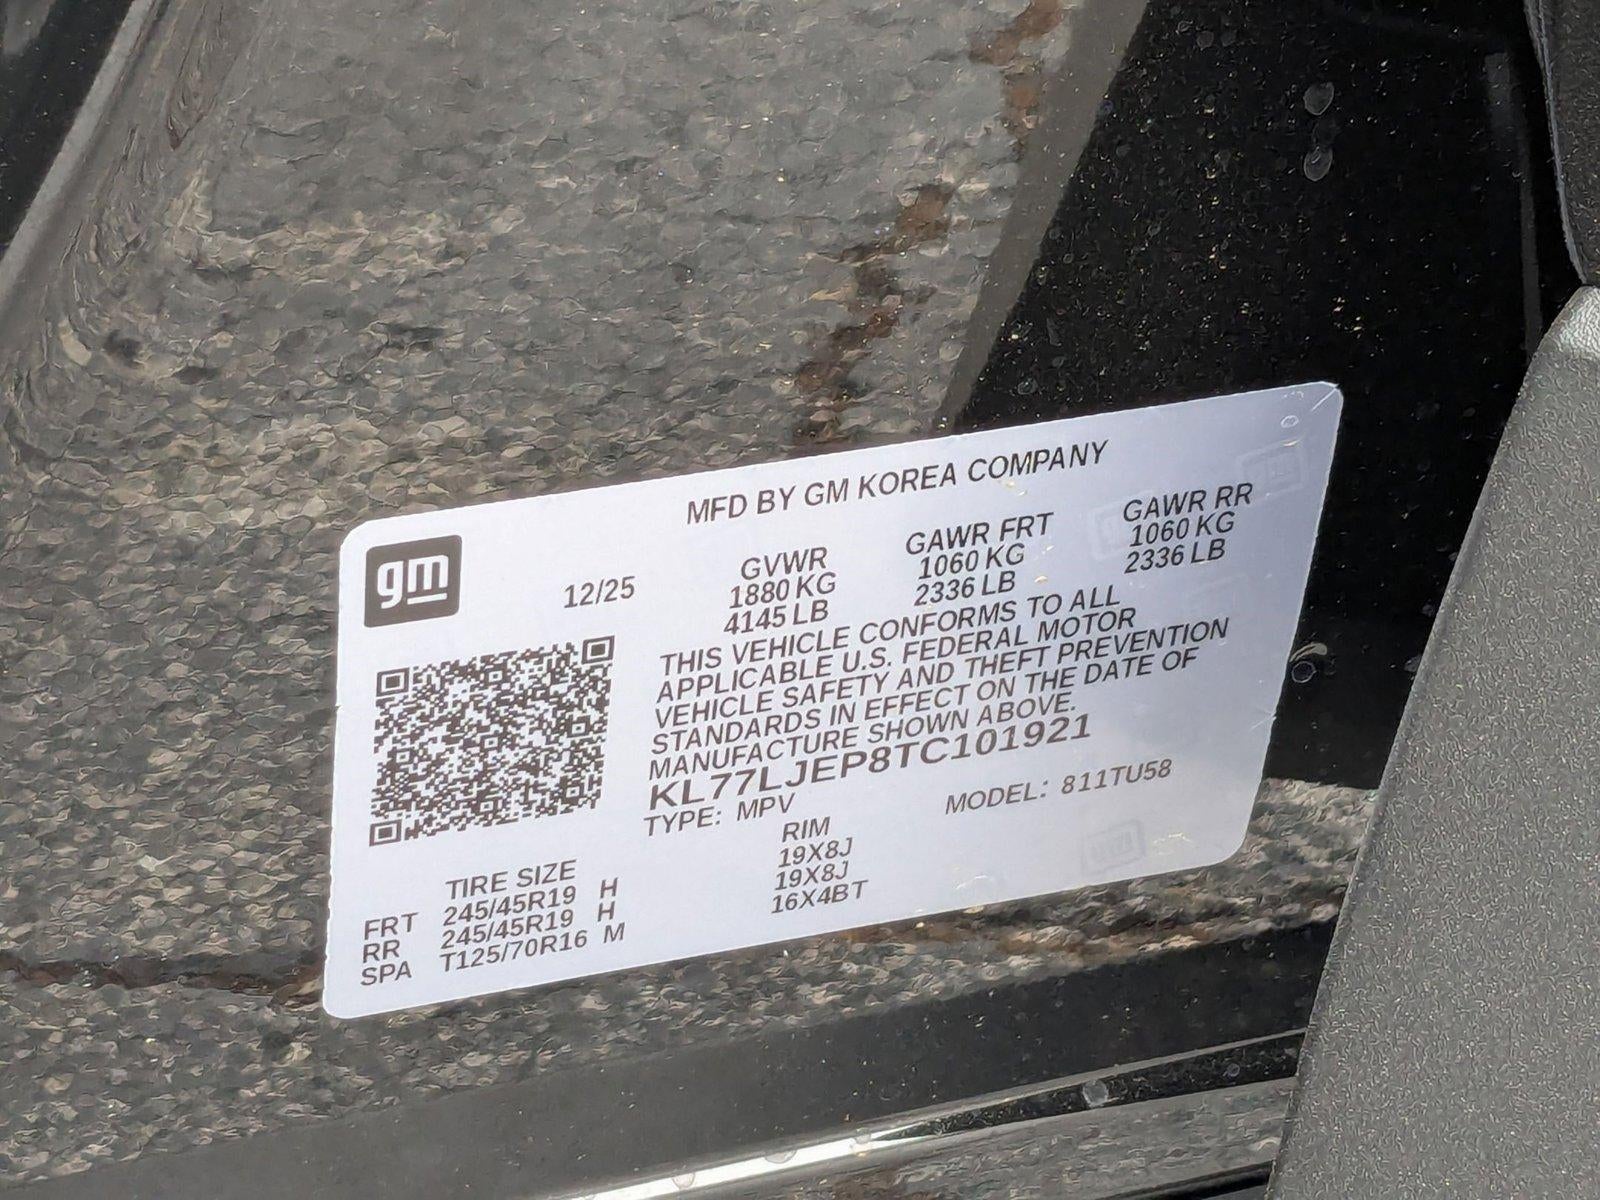 MFD BY GM KOREA COMPANY
gm
12/25
GVWR
1880 KG
4145 LB
GAWR FRT
1060 KG
2336 LB
GAWR RR
1060 KG
2336 LB
THIS VEHICLE CONFORMS TO ALL
APPLICABLE U.S. FEDERAL MOTOR
VEHICLE SAFETY AND THEFT PREVENTION
STANDARDS IN EFFECT ON THE DATE OF
MANUFACTURE SHOWN ABOVE.
KL77LJEP8TC101921
TYPE: MPV
MODEL: 811TU58
TIRE SIZE
RIM
FRT 245/45R19 H 19X8J
RR 245/45R19 H 19X8J
SPA T125/70R16 M 16X4BT